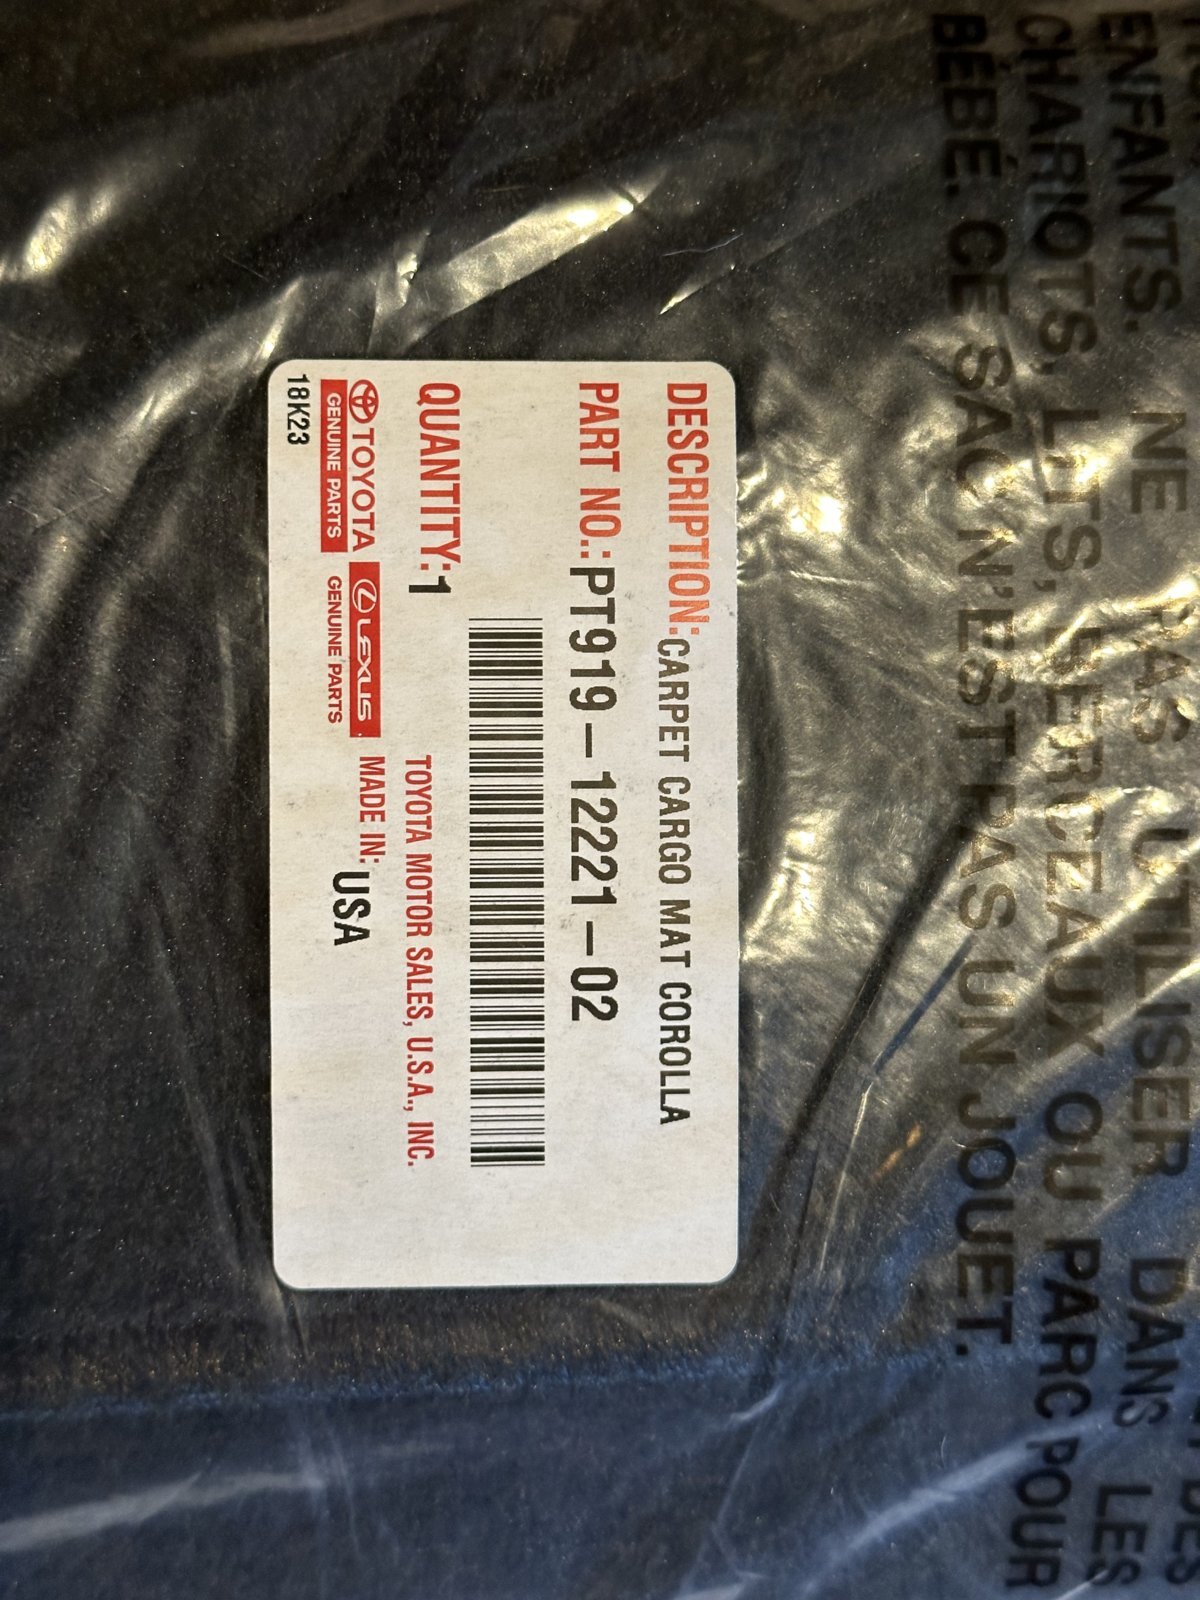 DESCRIPTION: CARPET CARGO MAT COROLLA
PART NO.: PT919-12221-02
QUANTITY: 1
TOYOTA MOTOR SALES, U.S.A., INC.
TOYOTA LEXUS MADE IN: USA
GENUINE PARTS GENUINE PARTS
18K23
ENFANTS. NE PAS UTILISER DANS LES
CHARIOTS, LITS, BERCEAUX OU PARC POUR
BÉBÉ. CE SAC N'EST PAS UN JOUET.